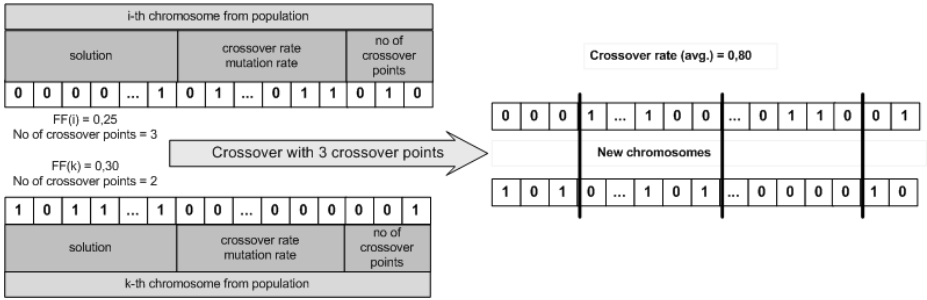 i-th chromosome from population
solution
crossover rate
mutation rate
no of
crossover
points
0 0 0 0 ... 1 0 1 ... 0 1 1 0 1 0
FF(i) = 0,25
No of crossover points = 3
Crossover with 3 crossover points
FF(k) = 0,30
No of crossover points = 2
1 0 1 1 ... 1 0 0 ... 0 0 0 0 0 1
solution
crossover rate
mutation rate
no of
crossover
points
k-th chromosome from population
Crossover rate (avg.) = 0,80
0 0 0 1 ... 1 0 0 ... 0 1 1 0 0 1
New chromosomes
1 0 1 0 ... 1 0 1 ... 0 0 0 0 1 0